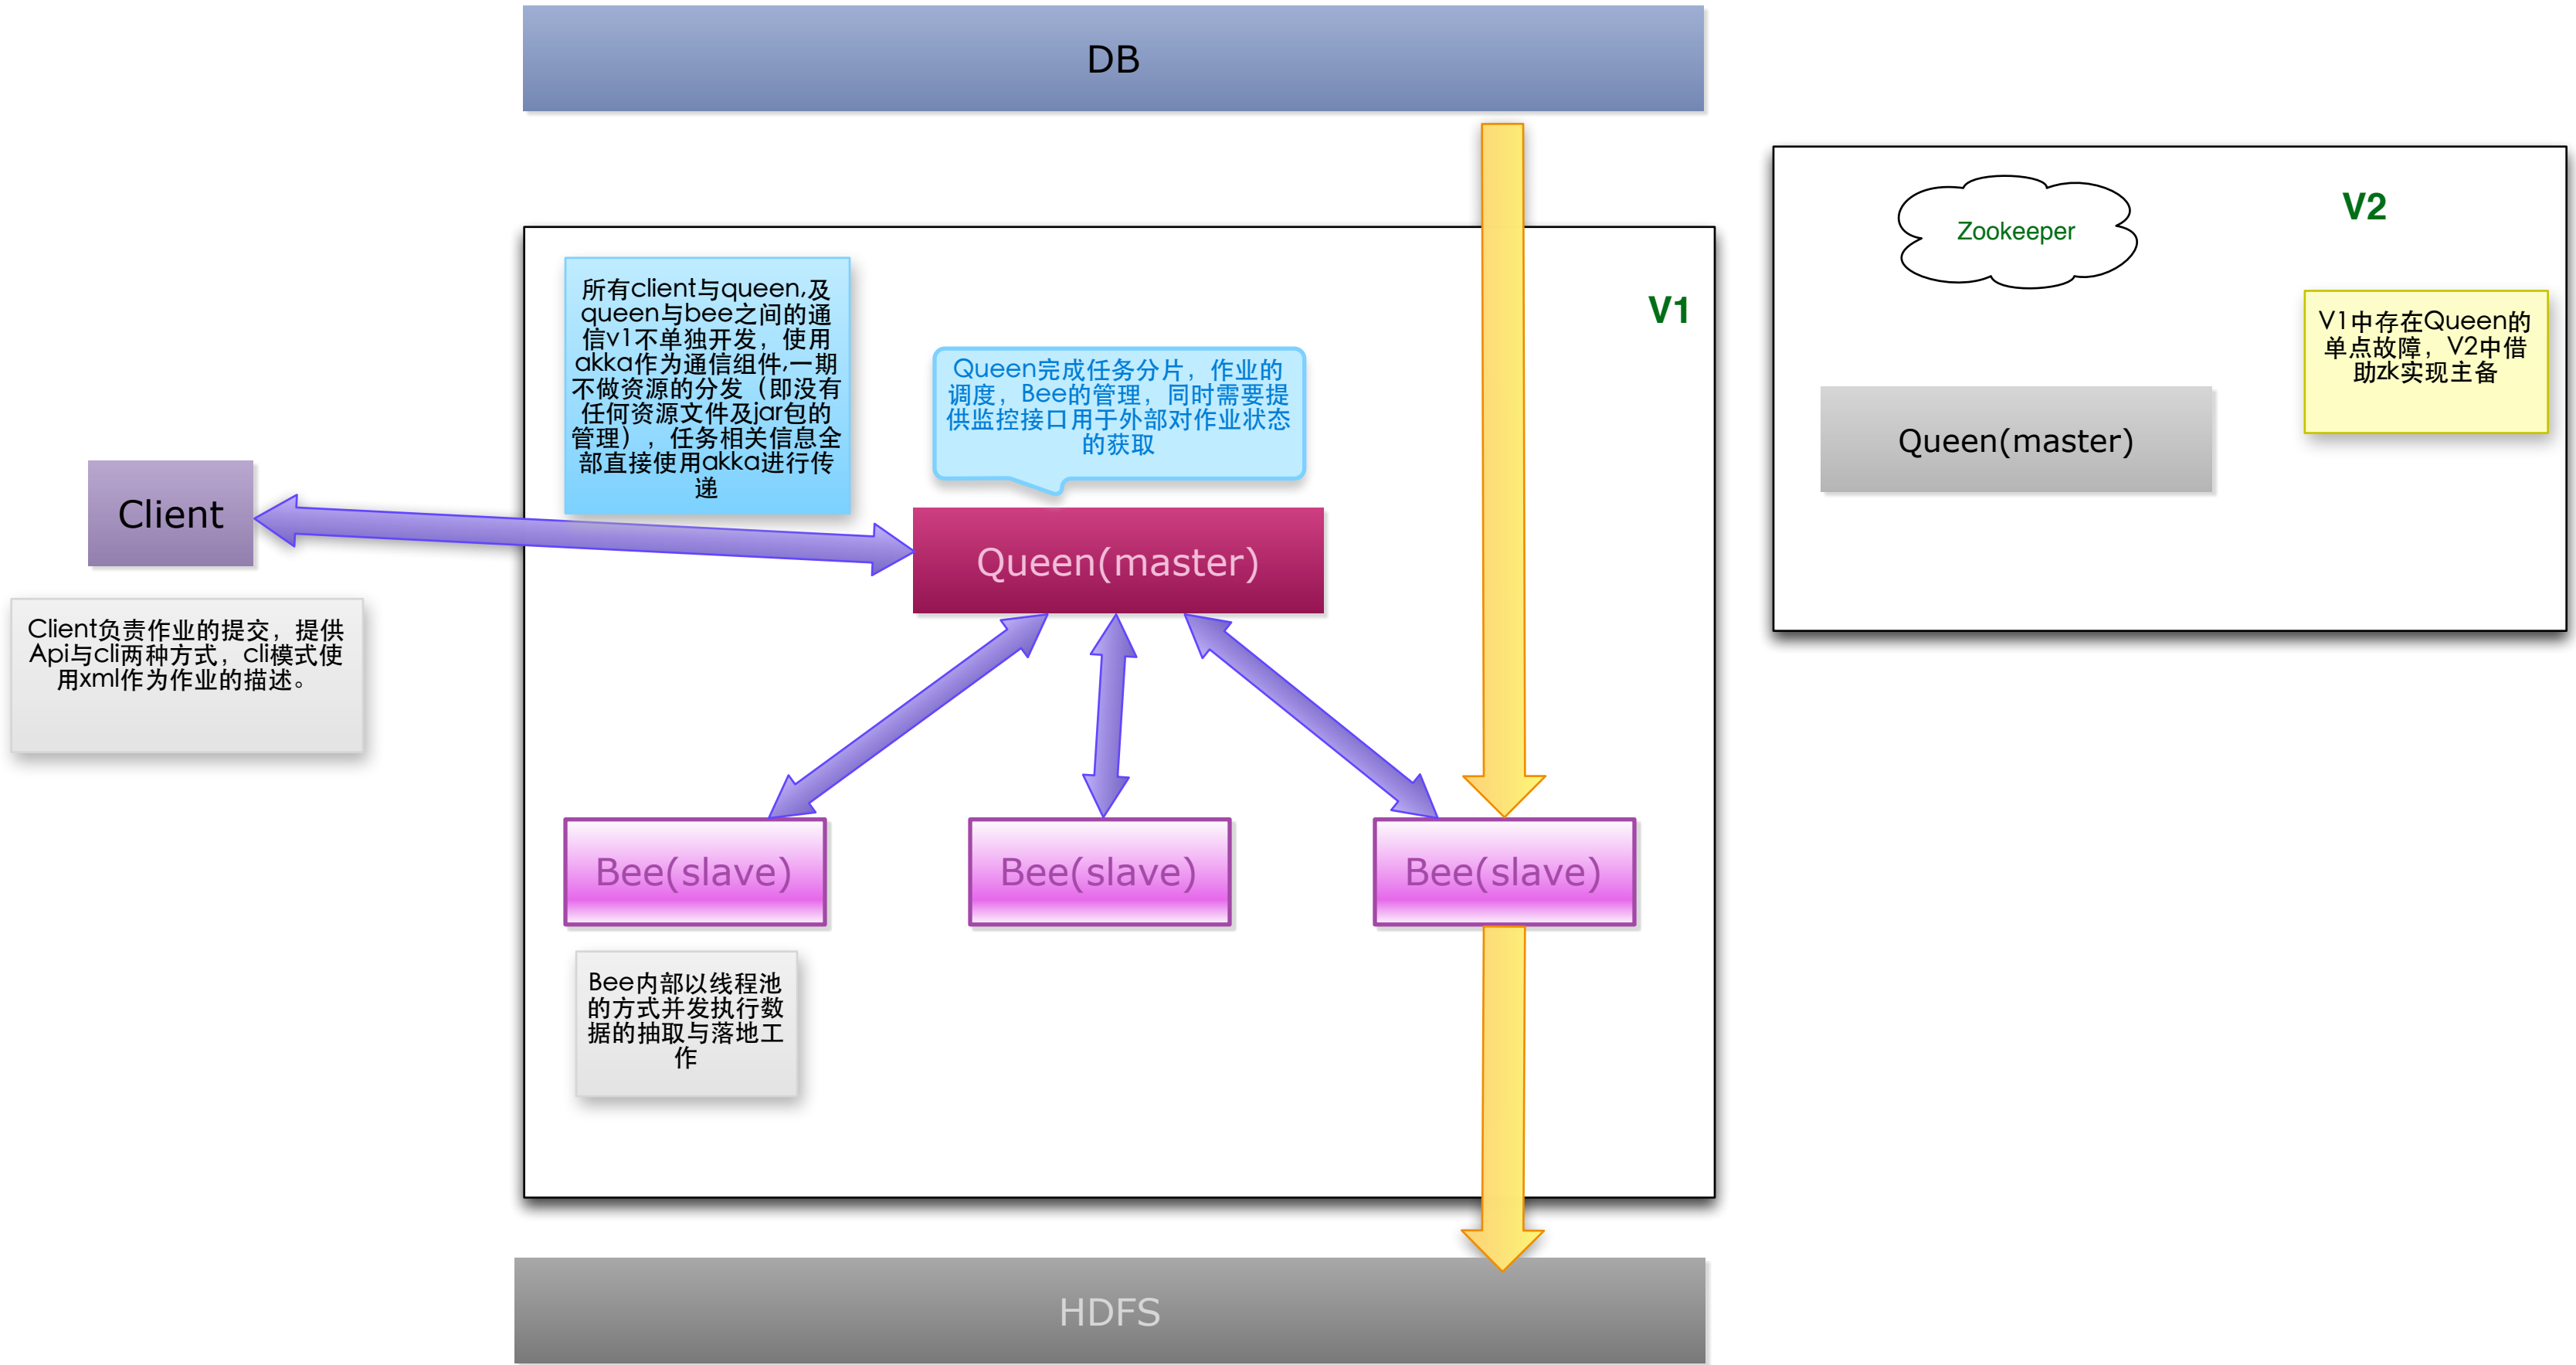 DB
V2
Zookeeper
V1中存在Queen的
单点故障，V2中借
助zk实现主备
Queen(master)
V1
所有client与queen,及
queen与bee之间的通
信v1不单独开发，使用
akka作为通信组件,一期
不做资源的分发（即没有
任何资源文件及jar包的
管理），任务相关信息全
部直接使用akka进行传
递
Queen完成任务分片，作业的
调度，Bee的管理，同时需要提
供监控接口用于外部对作业状态
的获取
Client
Queen(master)
Client负责作业的提交，提供
Api与cli两种方式，cli模式使
用xml作为作业的描述。
Bee(slave)
Bee(slave)
Bee(slave)
Bee内部以线程池
的方式并发执行数
据的抽取与落地工
作
HDFS